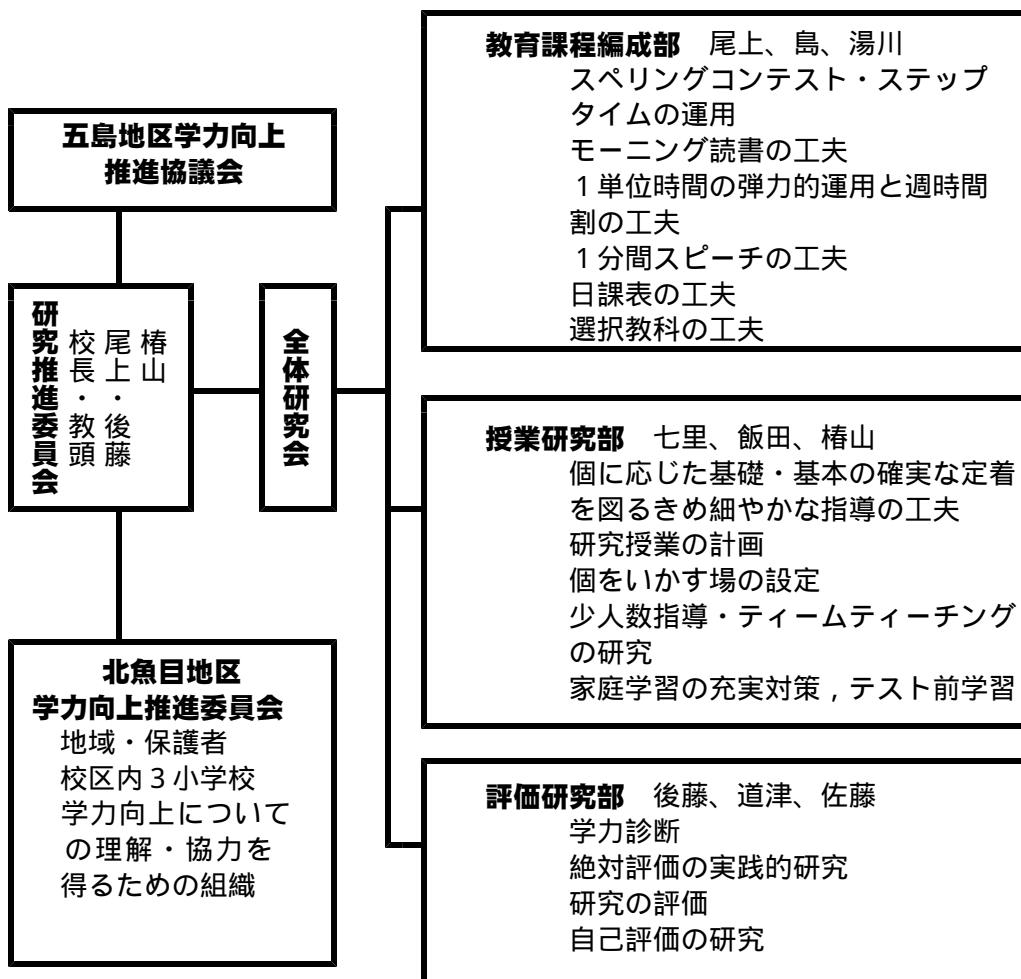 五島地区学力向上
推進協議会
研究推進委員会
校長・教頭
尾上・後藤
椿山
全体研究会
北魚目地区
学力向上推進委員会
地域・保護者
校区内３小学校
学力向上について
の理解・協力を
得るための組織
教育課程編成部　尾上、島、湯川
スペリングコンテスト・ステップ
タイムの運用
モーニング読書の工夫
１単位時間の弾力的運用と週時間
割の工夫
１分間スピーチの工夫
日課表の工夫
選択教科の工夫
授業研究部　七里、飯田、椿山
個に応じた基礎・基本の確実な定着
を図るきめ細やかな指導の工夫
研究授業の計画
個をいかす場の設定
少人数指導・ティームティーチング
の研究
家庭学習の充実対策，テスト前学習
評価研究部　後藤、道津、佐藤
学力診断
絶対評価の実践的研究
研究の評価
自己評価の研究